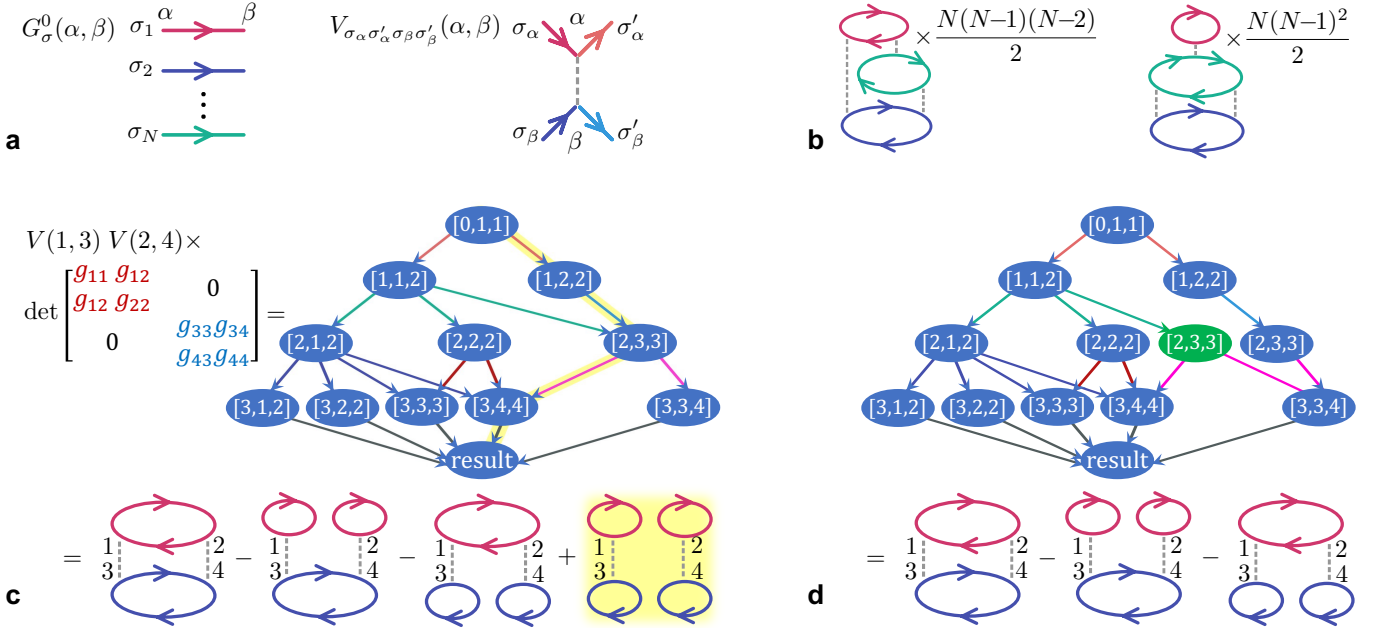 G⁰_σ(α, β) σ₁ α β
σ₂
⋮
σ_N
a
V_{σ_α σ′_α σ_β σ′_β}(α, β) σ_α α σ′_α
σ_β β σ′_β
× N(N−1)(N−2)/2
× N(N−1)²/2
b
V(1, 3) V(2, 4)×
det [ g₁₁ g₁₂ 0
g₁₂ g₂₂
0 g₃₃g₃₄
g₄₃g₄₄ ] =
[0,1,1]
[1,1,2] [1,2,2]
[2,1,2] [2,2,2] [2,3,3]
[3,1,2] [3,2,2] [3,3,3] [3,4,4] [3,3,4]
result
= 1 2 − 1 2 − 1 2 + 1 2
3 4 3 4 3 4 3 4
c
[0,1,1]
[1,1,2] [1,2,2]
[2,1,2] [2,2,2] [2,3,3] [2,3,3]
[3,1,2] [3,2,2] [3,3,3] [3,4,4] [3,3,4]
result
= 1 2 − 1 2 − 1 2
3 4 3 4 3 4
d